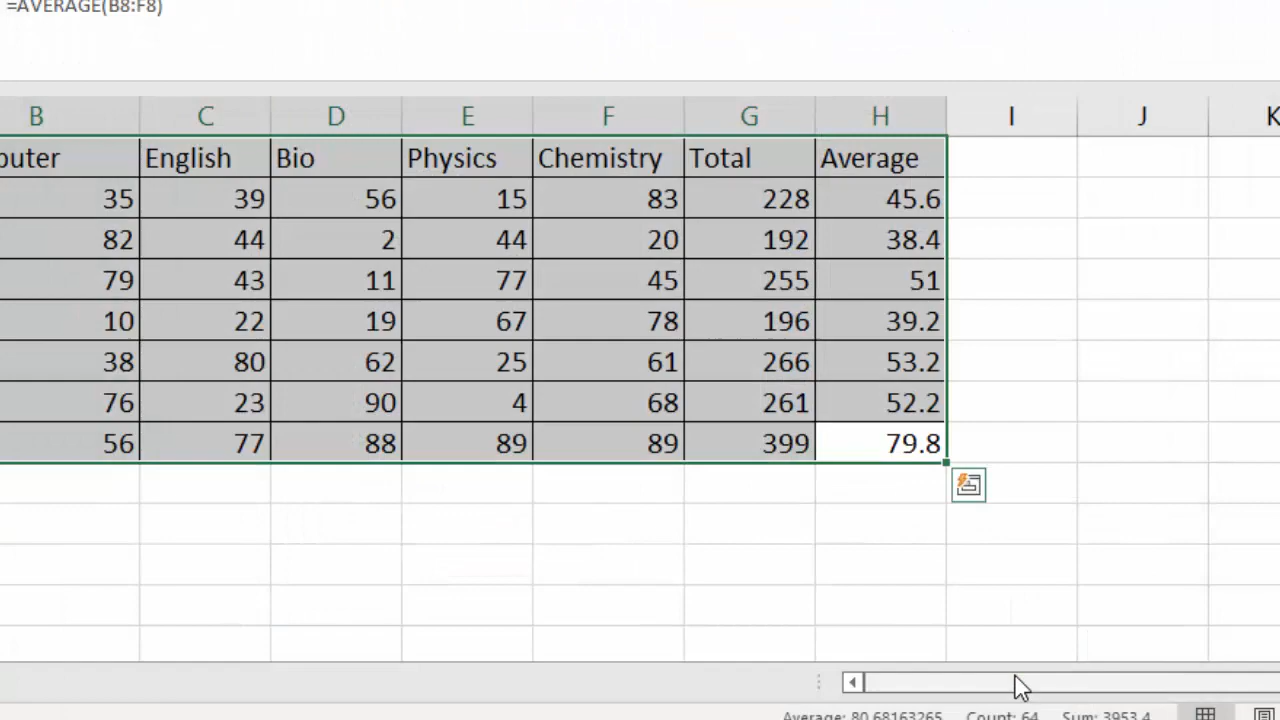 =AVERAGE(B8:F8)
B C D E F G H I J K
puter English Bio Physics Chemistry Total Average
35 39 56 15 83 228 45.6
82 44 2 44 20 192 38.4
79 43 11 77 45 255 51
10 22 19 67 78 196 39.2
38 80 62 25 61 266 53.2
76 23 90 4 68 261 52.2
56 77 88 89 89 399 79.8
Average: 80.68163265 Count: 64 Sum: 3953.4